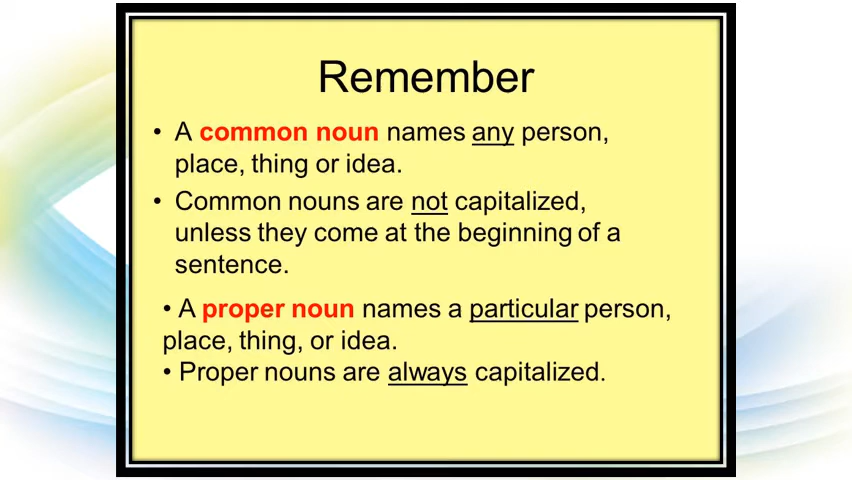 Remember
• A common noun names any person,
place, thing or idea.
• Common nouns are not capitalized,
unless they come at the beginning of a
sentence.
• A proper noun names a particular person,
place, thing, or idea.
• Proper nouns are always capitalized.